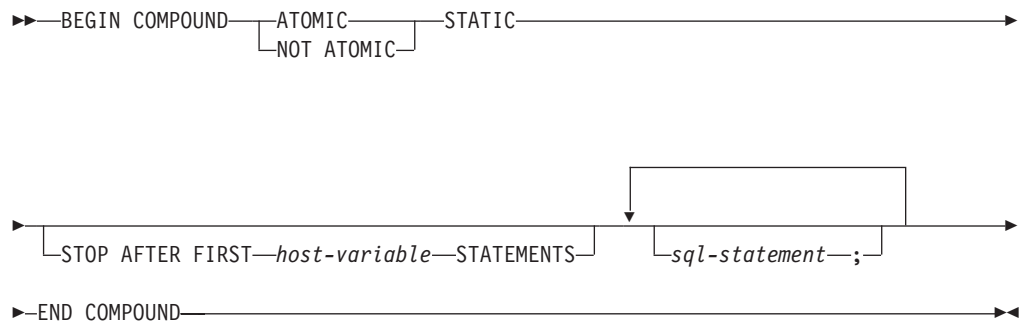 BEGIN COMPOUND ATOMIC STATIC
NOT ATOMIC
STOP AFTER FIRST host-variable STATEMENTS sql-statement ;
END COMPOUND